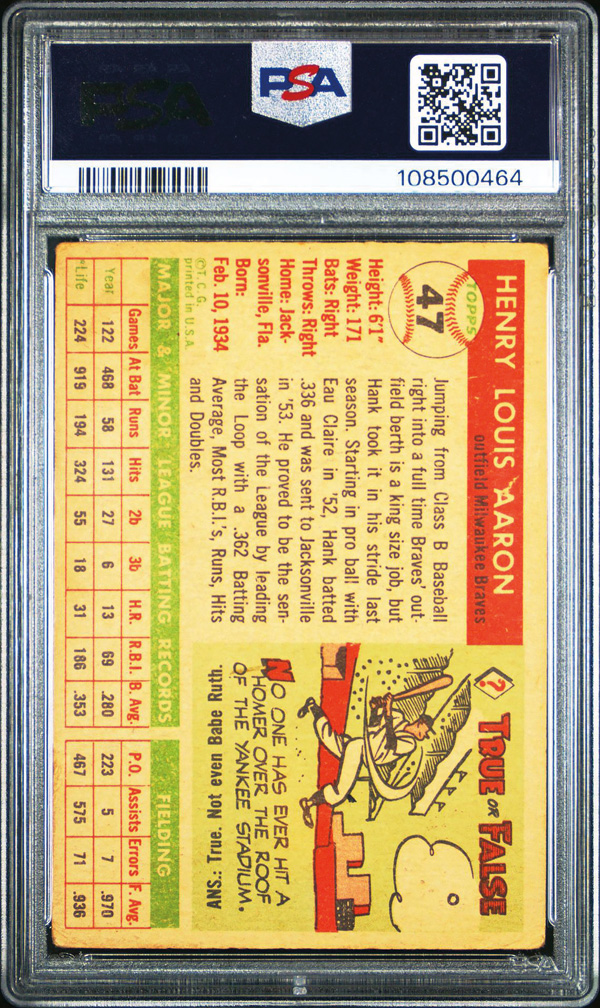 PSA
PSA
108500464
TOPPS
47
HENRY LOUIS AARON
outfield Milwaukee Braves
Height: 6'1"
Weight: 171
Bats: Right
Throws: Right
Home: Jack-
sonville, Fla.
Born:
Feb. 10, 1934
©T. C. G.
printed in U.S.A.
Jumping from Class B Baseball
right into a full time Braves' out-
field berth is a king size job, but
Hank took it in his stride last
season. Starting in pro ball with
Eau Claire in '52, Hank batted
.336 and was sent to Jacksonville
in '53. He proved to be the sen-
sation of the League by leading
the Loop with a .362 Batting
Average, Most R.B.I.'s, Runs, Hits
and Doubles.
?
TRUE OR FALSE
NO ONE HAS EVER HIT A
HOMER OVER THE ROOF
OF THE YANKEE STADIUM.
ANS.: True. Not even Babe Ruth.
MAJOR & MINOR LEAGUE BATTING RECORDS FIELDING
Games At Bat Runs Hits 2b 3b H.R. R.B.I. B. Avg. P.O. Assists Errors F. Avg.
Year 122 468 58 131 27 6 13 69 .280 223 5 7 .970
*Life 224 919 194 324 55 18 31 186 .353 467 575 71 .936